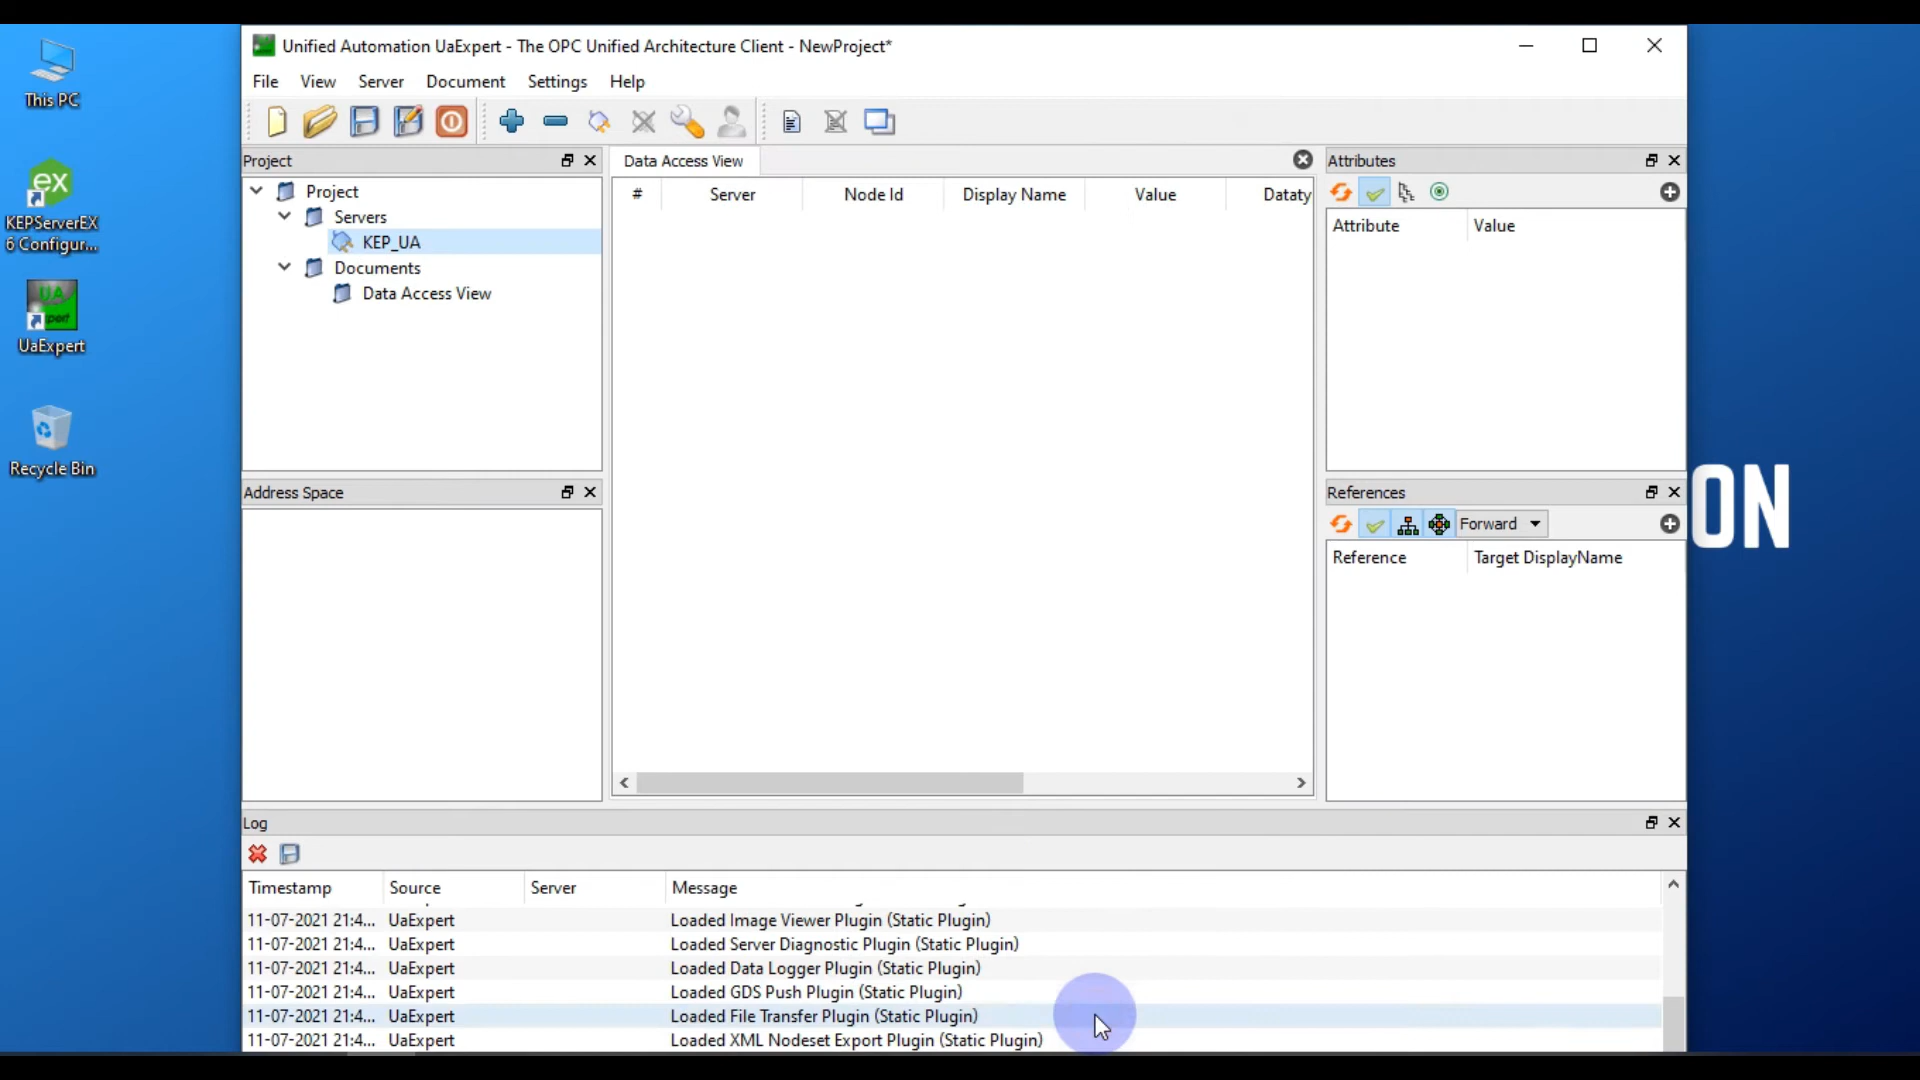 This PC
KEPServerEX
6 Configur...
UA
UaExpert
Recycle Bin
Unified Automation UaExpert - The OPC Unified Architecture Client - NewProject*
File View Server Document Settings Help
Project
Project
Servers
KEP_UA
Documents
Data Access View
Address Space
Data Access View
# Server Node Id Display Name Value Dataty
Attributes
Attribute Value
References
Forward
Reference Target DisplayName
ON
Log
Timestamp Source Server Message
11-07-2021 21:4... UaExpert Loaded Image Viewer Plugin (Static Plugin)
11-07-2021 21:4... UaExpert Loaded Server Diagnostic Plugin (Static Plugin)
11-07-2021 21:4... UaExpert Loaded Data Logger Plugin (Static Plugin)
11-07-2021 21:4... UaExpert Loaded GDS Push Plugin (Static Plugin)
11-07-2021 21:4... UaExpert Loaded File Transfer Plugin (Static Plugin)
11-07-2021 21:4... UaExpert Loaded XML Nodeset Export Plugin (Static Plugin)